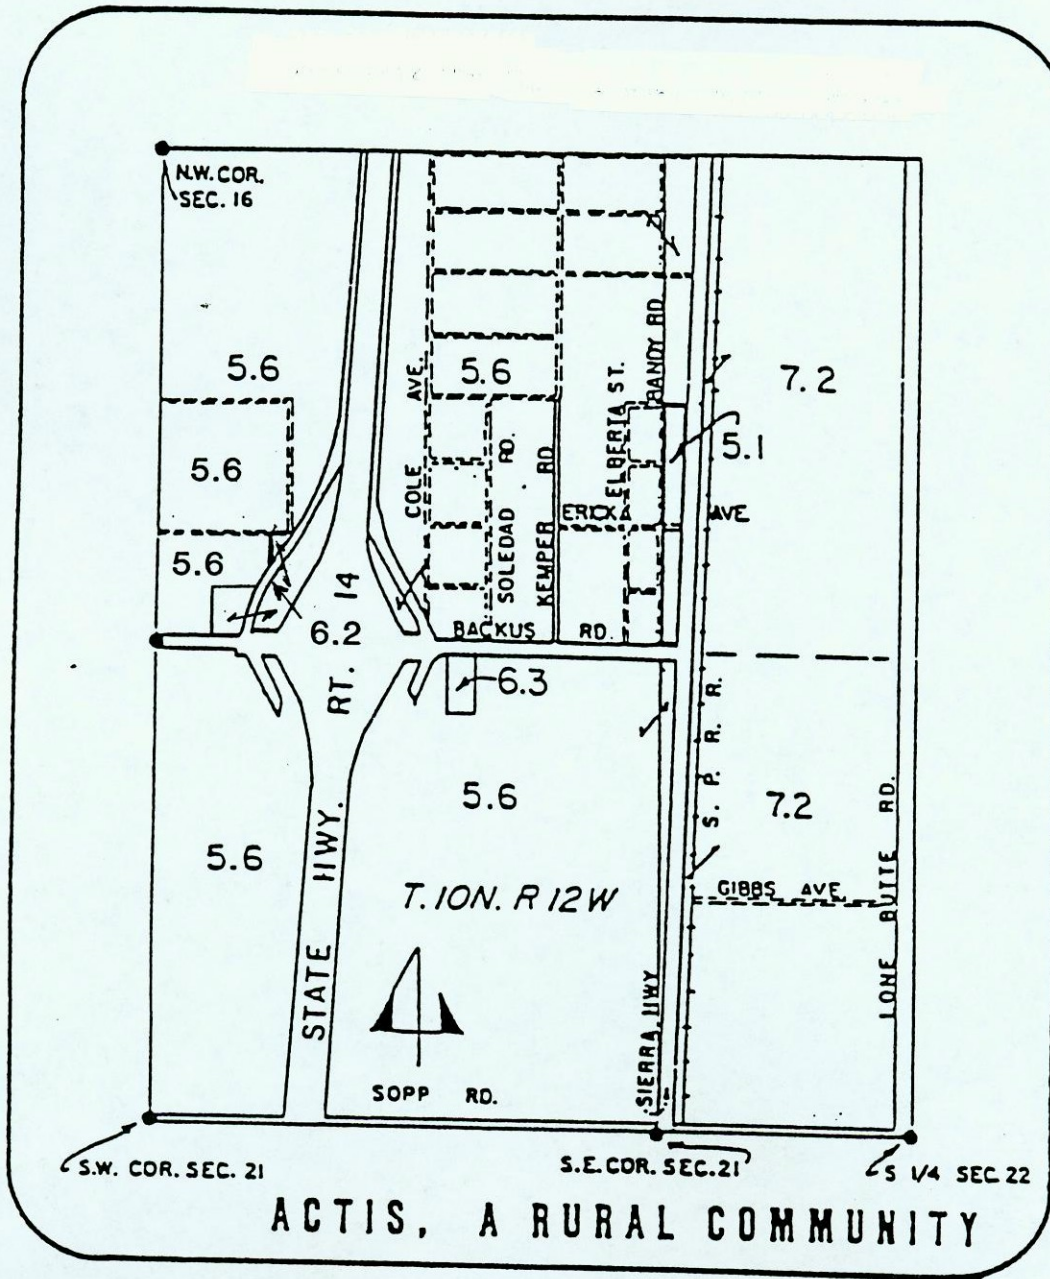 N.W. COR.
SEC. 16
5.6
5.6
5.6
COLE AVE.
5.6
SOLEDAD RD.
KEMPER RD
ELBERTA ST.
RANDY RD
7.2
5.1
ERICKA AVE
14
6.2
BACKUS RD.
RT.
6.3
S. P. R. R.
5.6
5.6
7.2
HWY.
GIBBS AVE.
LONE BUTTE RD.
T. 10N. R 12W
STATE
SIERRA HWY
SOPP RD.
S.W. COR. SEC. 21
S.E. COR. SEC. 21
S 1/4 SEC 22
ACTIS, A RURAL COMMUNITY